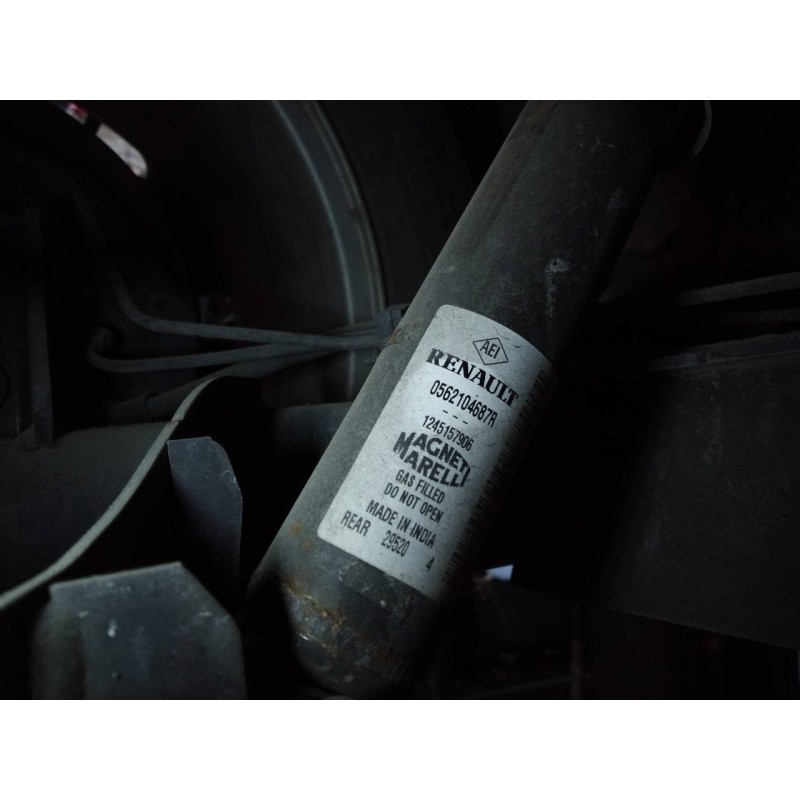 AEI
RENAULT
0562104687R
- - -
1245157906
MAGNETI
MARELLI
GAS FILLED
DO NOT OPEN
MADE IN INDIA
REAR 29520 4